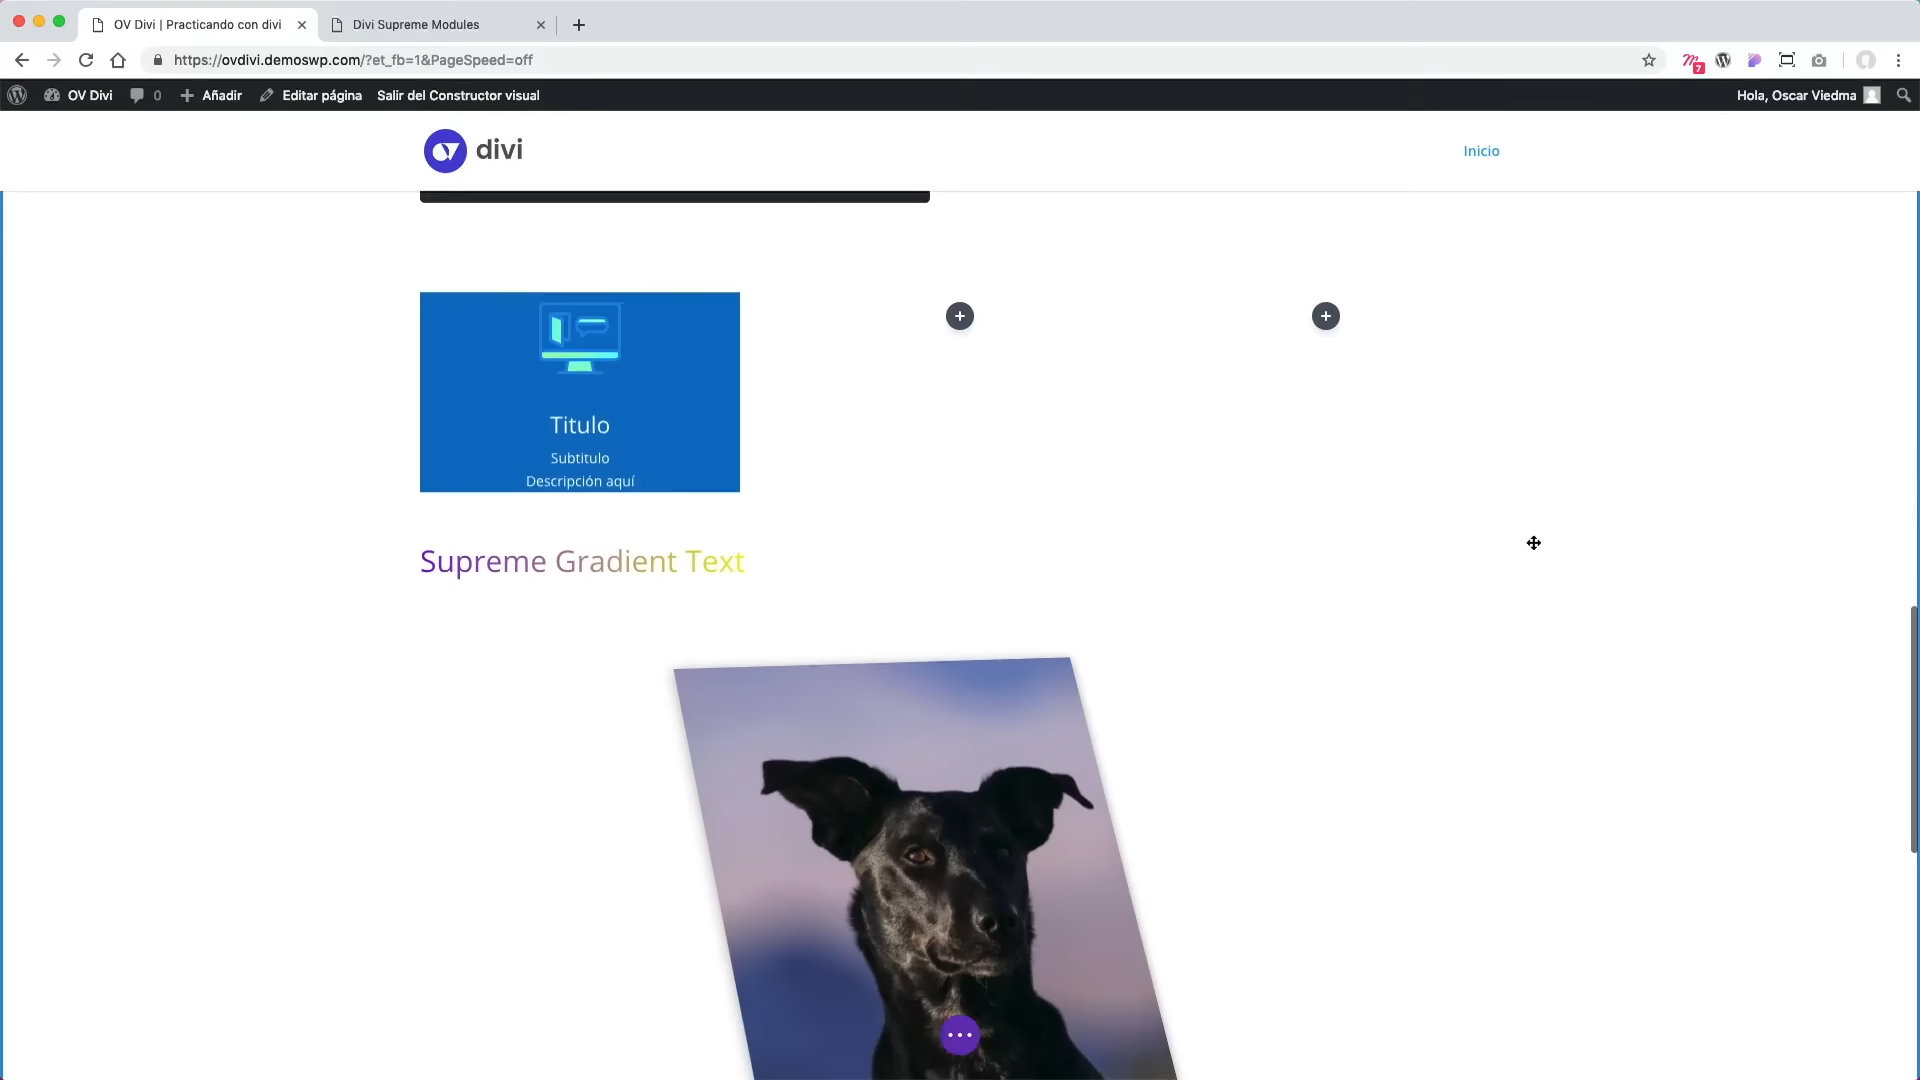 OV Divi | Practicando con divi
Divi Supreme Modules
https://ovdivi.demoswp.com/?et_fb=1&PageSpeed=off
7
OV Divi
0
Añadir
Editar página
Salir del Constructor visual
Hola, Oscar Viedma
divi
Inicio
Titulo
Subtitulo
Descripción aquí
Supreme Gradient Text